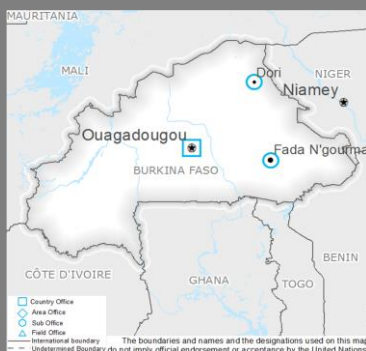 MAURITANIA
MALI
Dori
NIGER
Niamey
Ouagadougou
Fada N'gourma
BURKINA FASO
BENIN
CÔTE D'IVOIRE
GHANA
TOGO
Country Office
Area Office
Sub Office
Field Office
International boundary
Undetermined Boundary
The boundaries and names and the designations used on this map
do not imply official endorsement or acceptance by the United Nations